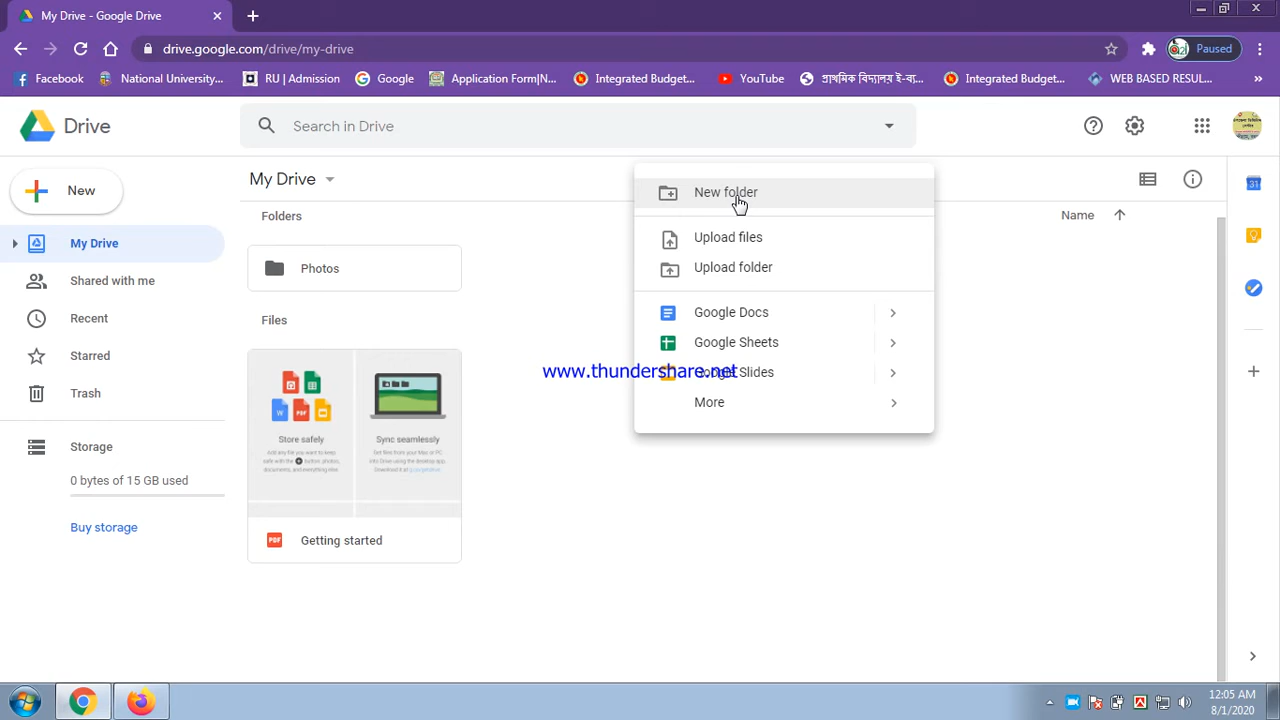 My Drive - Google Drive
drive.google.com/drive/my-drive
Paused
Facebook
National University...
RU | Admission
Google
Application Form|N...
Integrated Budget...
YouTube
প্রাথমিক বিদ্যালয় ই-ব্য...
Integrated Budget...
WEB BASED RESUL...
Drive
Search in Drive
New
My Drive
Shared with me
Recent
Starred
Trash
Storage
0 bytes of 15 GB used
Buy storage
My Drive
Name
Folders
Photos
Files
Store safely
Sync seamlessly
Getting started
New folder
Upload files
Upload folder
Google Docs
Google Sheets
Google Slides
More
www.thundershare.net
12:05 AM
8/1/2020